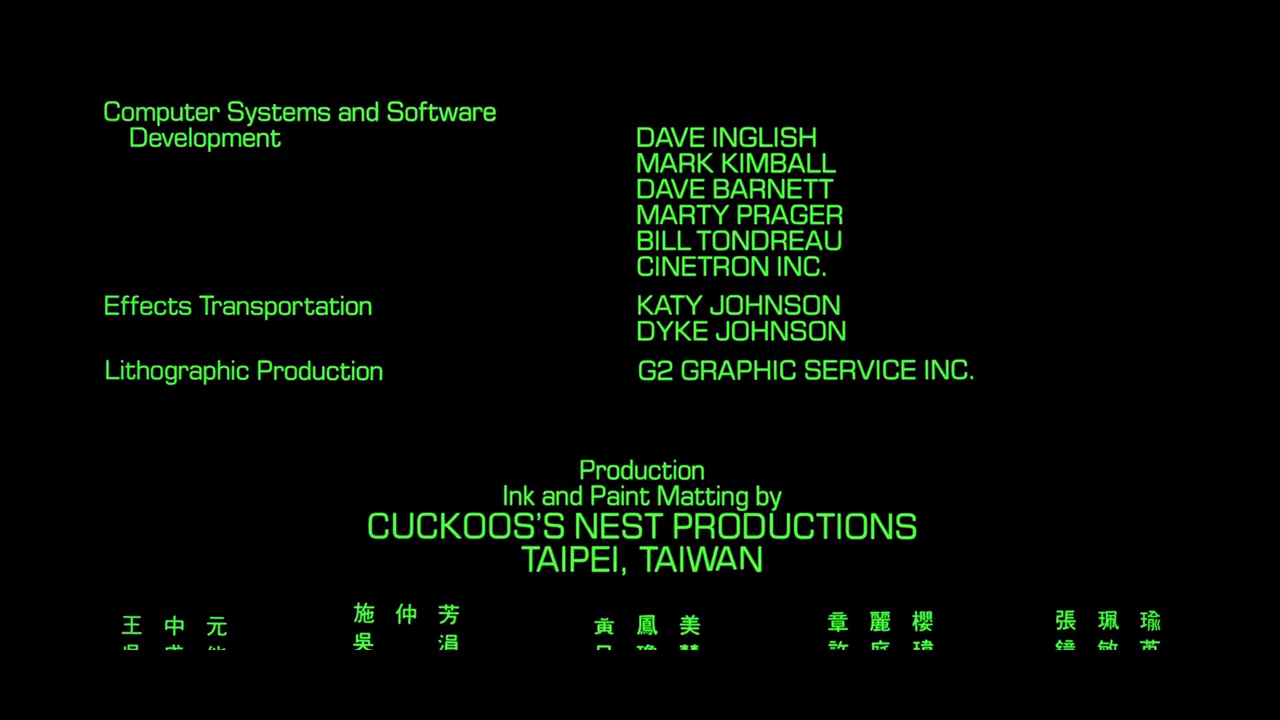 Computer Systems and Software
Development
DAVE INGLISH
MARK KIMBALL
DAVE BARNETT
MARTY PRAGER
BILL TONDREAU
CINETRON INC.
Effects Transportation
KATY JOHNSON
DYKE JOHNSON
Lithographic Production
G2 GRAPHIC SERVICE INC.
Production
Ink and Paint Matting by
CUCKOOS'S NEST PRODUCTIONS
TAIPEI, TAIWAN
王中元 施仲芳 黃鳳美 章麗櫻 張珮瑜
吳 涓